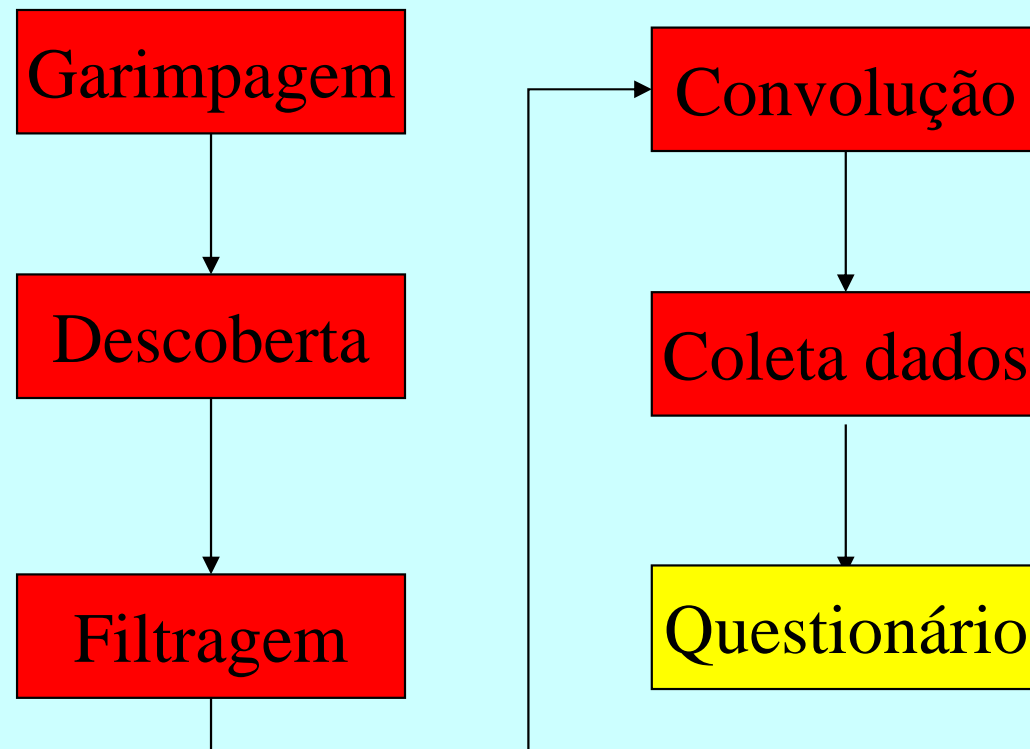 Garimpagem
Descoberta
Filtragem
Convolução
Coleta dados
Questionário